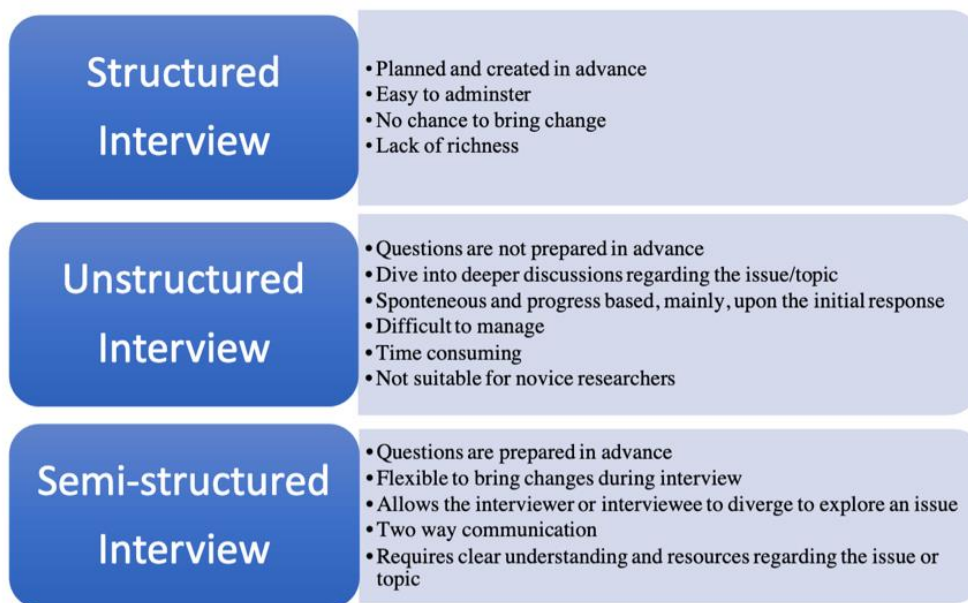 Structured
Interview
• Planned and created in advance
• Easy to adminster
• No chance to bring change
• Lack of richness
Unstructured
Interview
• Questions are not prepared in advance
• Dive into deeper discussions regarding the issue/topic
• Sponteneous and progress based, mainly, upon the initial response
• Difficult to manage
• Time consuming
• Not suitable for novice researchers
Semi-structured
Interview
• Questions are prepared in advance
• Flexible to bring changes during interview
• Allows the interviewer or interviewee to diverge to explore an issue
• Two way communication
• Requires clear understanding and resources regarding the issue or
topic